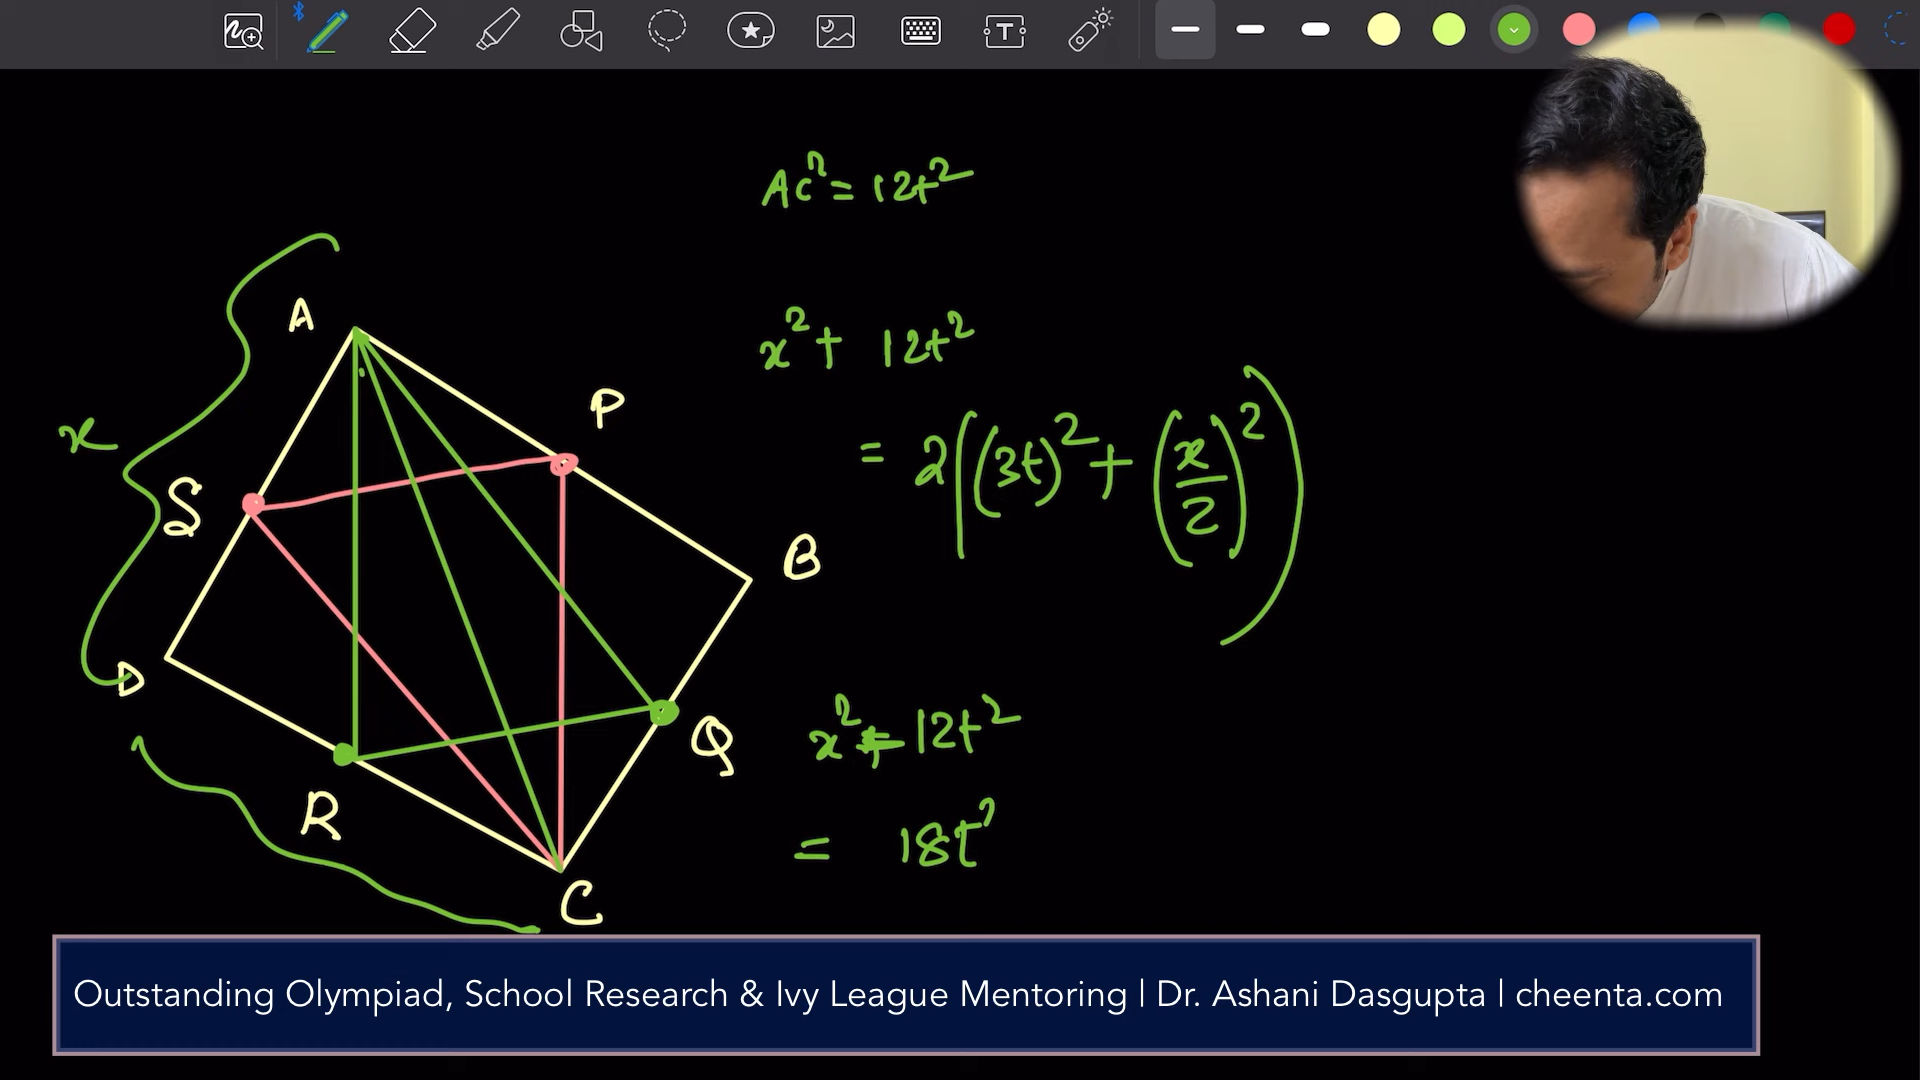 AC² = 12t²
A
x² + 12t²
P
x
= 2((3t)² + (x/2)²)
S
B
D
x² + 12t²
Q
R
= 18t²
C
Outstanding Olympiad, School Research & Ivy League Mentoring | Dr. Ashani Dasgupta | cheenta.com